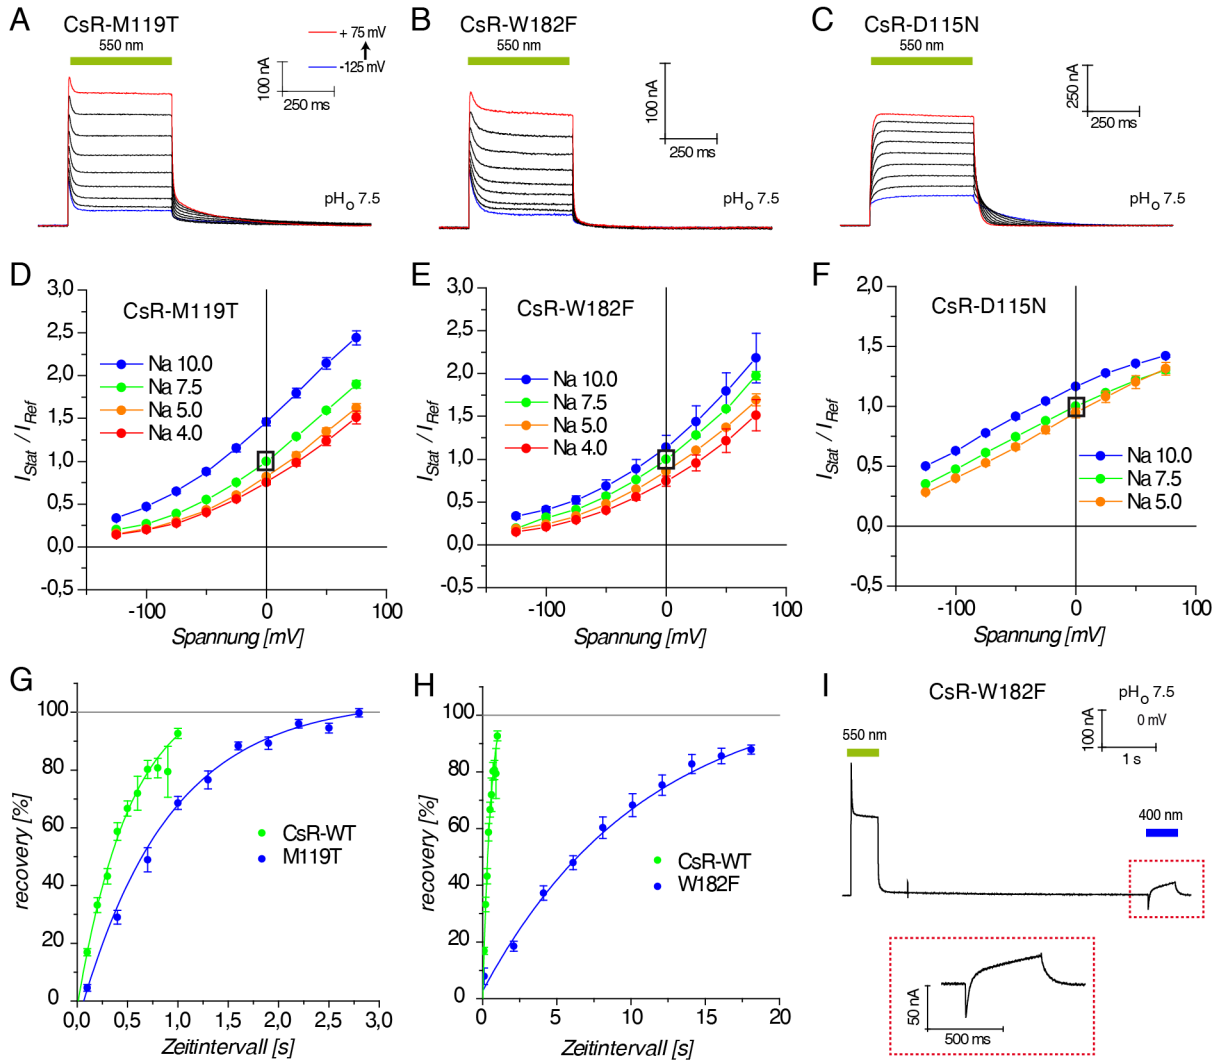 A
CsR-M119T
550 nm
+ 75 mV
-125 mV
100 nA
250 ms
pHo 7.5
B
CsR-W182F
550 nm
100 nA
250 ms
pHo 7.5
C
CsR-D115N
550 nm
250 nA
250 ms
pHo 7.5
D
CsR-M119T
Na 10.0
Na 7.5
Na 5.0
Na 4.0
IStat / IRef
3,0
2,5
2,0
1,5
1,0
0,5
0,0
-0,5
-100
0
100
Spannung [mV]
E
CsR-W182F
Na 10.0
Na 7.5
Na 5.0
Na 4.0
IStat / IRef
3,0
2,5
2,0
1,5
1,0
0,5
0,0
-0,5
-100
0
100
Spannung [mV]
F
CsR-D115N
Na 10.0
Na 7.5
Na 5.0
IStat / IRef
2,0
1,5
1,0
0,5
0,0
-0,5
-100
0
100
Spannung [mV]
G
recovery [%]
100
80
60
40
20
0
CsR-WT
M119T
0,0
0,5
1,0
1,5
2,0
2,5
3,0
Zeitintervall [s]
H
recovery [%]
100
80
60
40
20
0
CsR-WT
W182F
0
5
10
15
20
Zeitintervall [s]
I
CsR-W182F
pHo 7.5
0 mV
100 nA
1 s
550 nm
400 nm
50 nA
500 ms